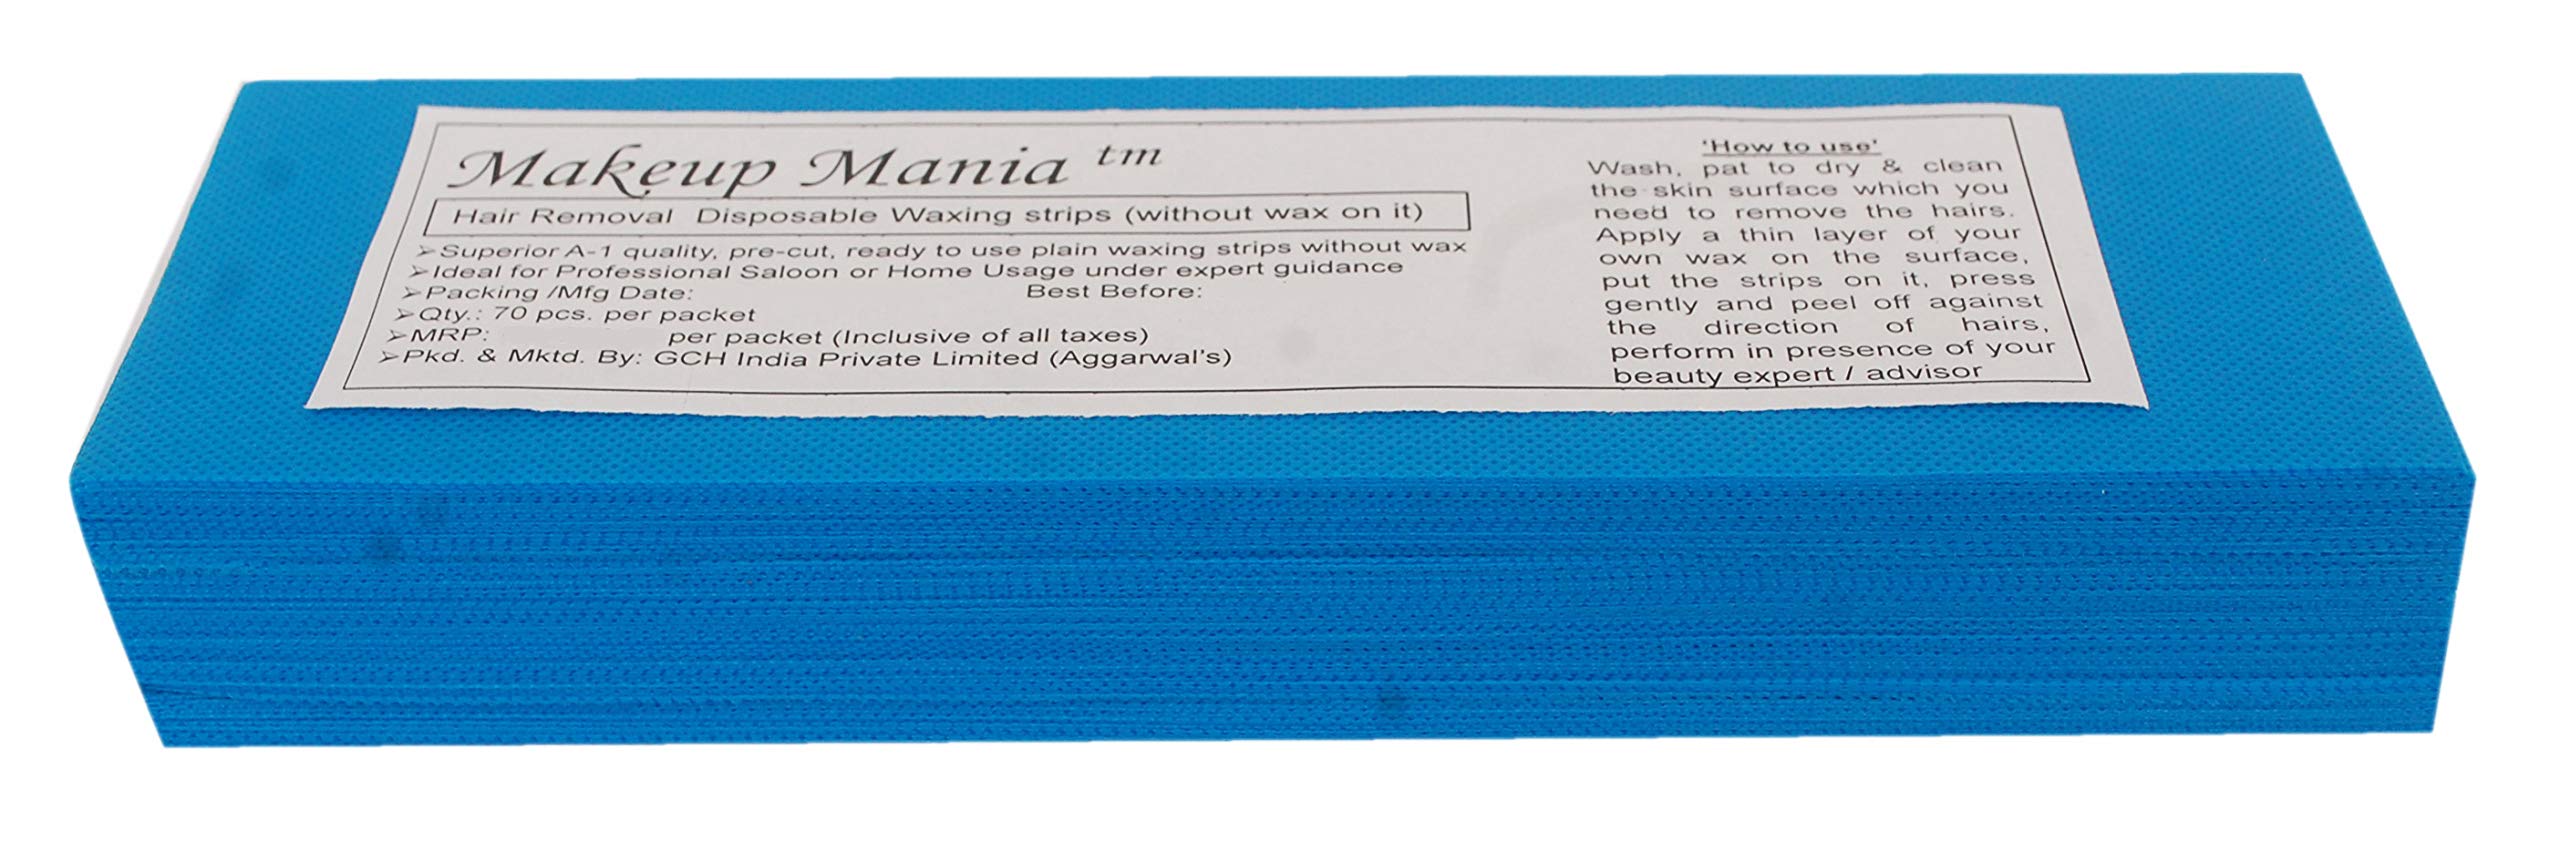 Makeup Mania ™
Hair Removal Disposable Waxing strips (without wax on it)
➢Superior A-1 quality, pre-cut, ready to use plain waxing strips without wax
➢Ideal for Professional Saloon or Home Usage under expert guidance
➢Packing /Mfg Date: Best Before:
➢Qty.: 70 pcs. per packet
➢MRP: per packet (Inclusive of all taxes)
➢Pkd. & Mktd. By: GCH India Private Limited (Aggarwal's)
'How to use'
Wash, pat to dry & clean
the skin surface which you
need to remove the hairs.
Apply a thin layer of your
own wax on the surface,
put the strips on it, press
gently and peel off against
the direction of hairs,
perform in presence of your
beauty expert / advisor